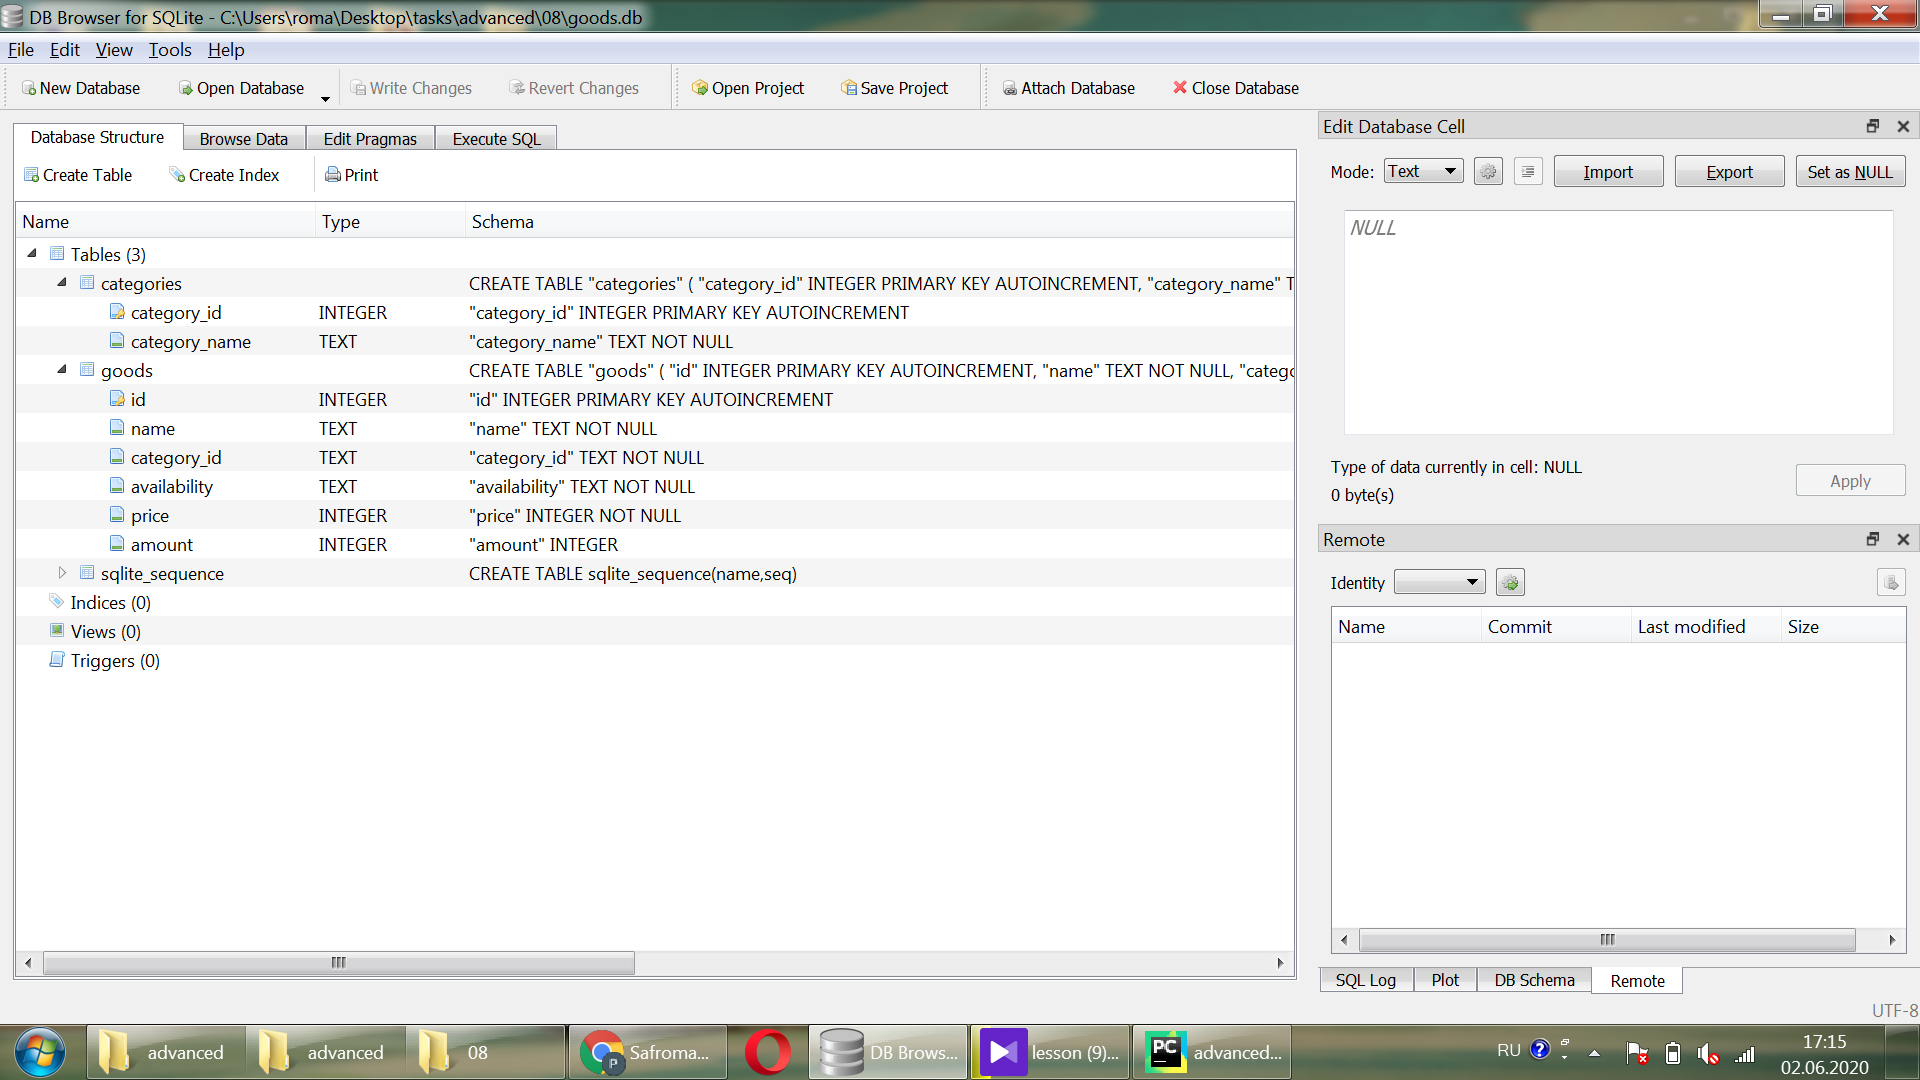 DB Browser for SQLite - C:\Users\roma\Desktop\tasks\advanced\08\goods.db
File Edit View Tools Help
New Database Open Database Write Changes Revert Changes Open Project Save Project Attach Database Close Database
Database Structure Browse Data Edit Pragmas Execute SQL
Create Table Create Index Print
Name Type Schema
Tables (3)
categories CREATE TABLE "categories" ( "category_id" INTEGER PRIMARY KEY AUTOINCREMENT, "category_name" T
category_id INTEGER "category_id" INTEGER PRIMARY KEY AUTOINCREMENT
category_name TEXT "category_name" TEXT NOT NULL
goods CREATE TABLE "goods" ( "id" INTEGER PRIMARY KEY AUTOINCREMENT, "name" TEXT NOT NULL, "catego
id INTEGER "id" INTEGER PRIMARY KEY AUTOINCREMENT
name TEXT "name" TEXT NOT NULL
category_id TEXT "category_id" TEXT NOT NULL
availability TEXT "availability" TEXT NOT NULL
price INTEGER "price" INTEGER NOT NULL
amount INTEGER "amount" INTEGER
sqlite_sequence CREATE TABLE sqlite_sequence(name,seq)
Indices (0)
Views (0)
Triggers (0)
Edit Database Cell
Mode: Text Import Export Set as NULL
NULL
Type of data currently in cell: NULL
0 byte(s)
Apply
Remote
Identity
Name Commit Last modified Size
SQL Log Plot DB Schema Remote
UTF-8
advanced advanced 08 Safroma... P DB Brows... lesson (9)... PC advanced... RU 17:15
02.06.2020